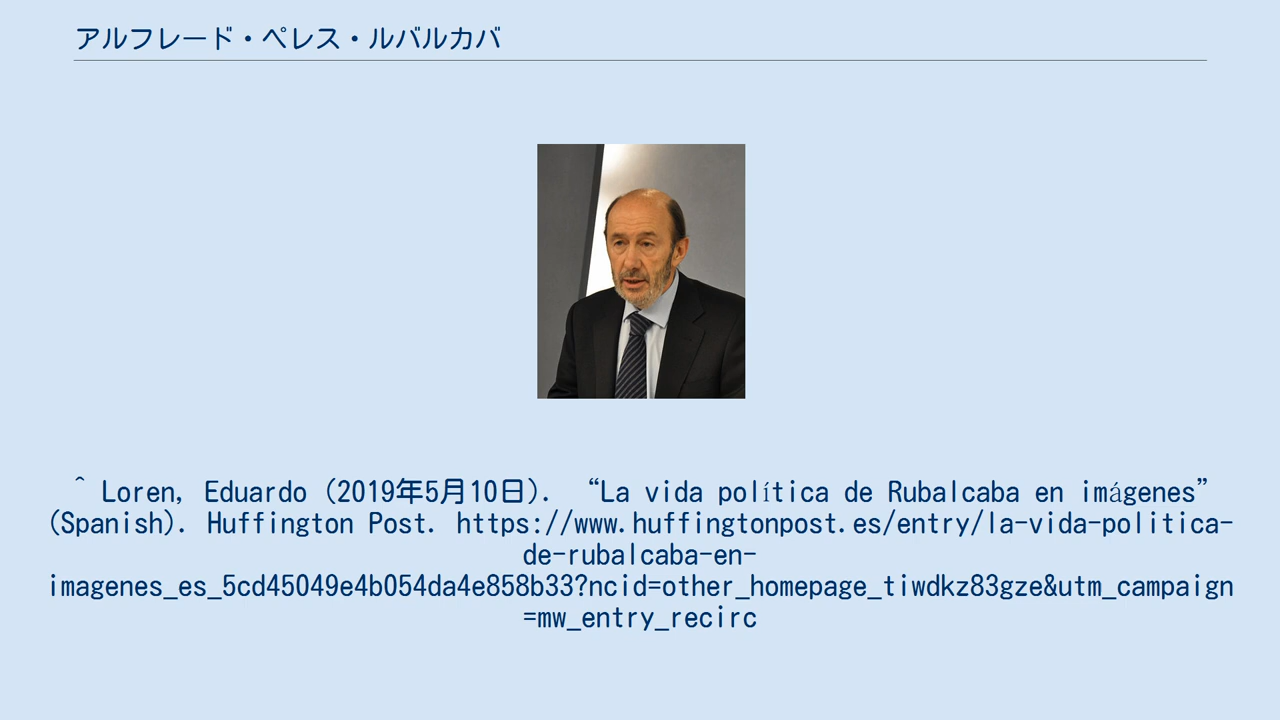 アルフレード・ペレス・ルバルカバ
^ Loren, Eduardo (2019年5月10日). “La vida política de Rubalcaba en imágenes”
(Spanish). Huffington Post. https://www.huffingtonpost.es/entry/la-vida-politica-
de-rubalcaba-en-
imagenes_es_5cd45049e4b054da4e858b33?ncid=other_homepage_tiwdkz83gze&utm_campaign
=mw_entry_recirc